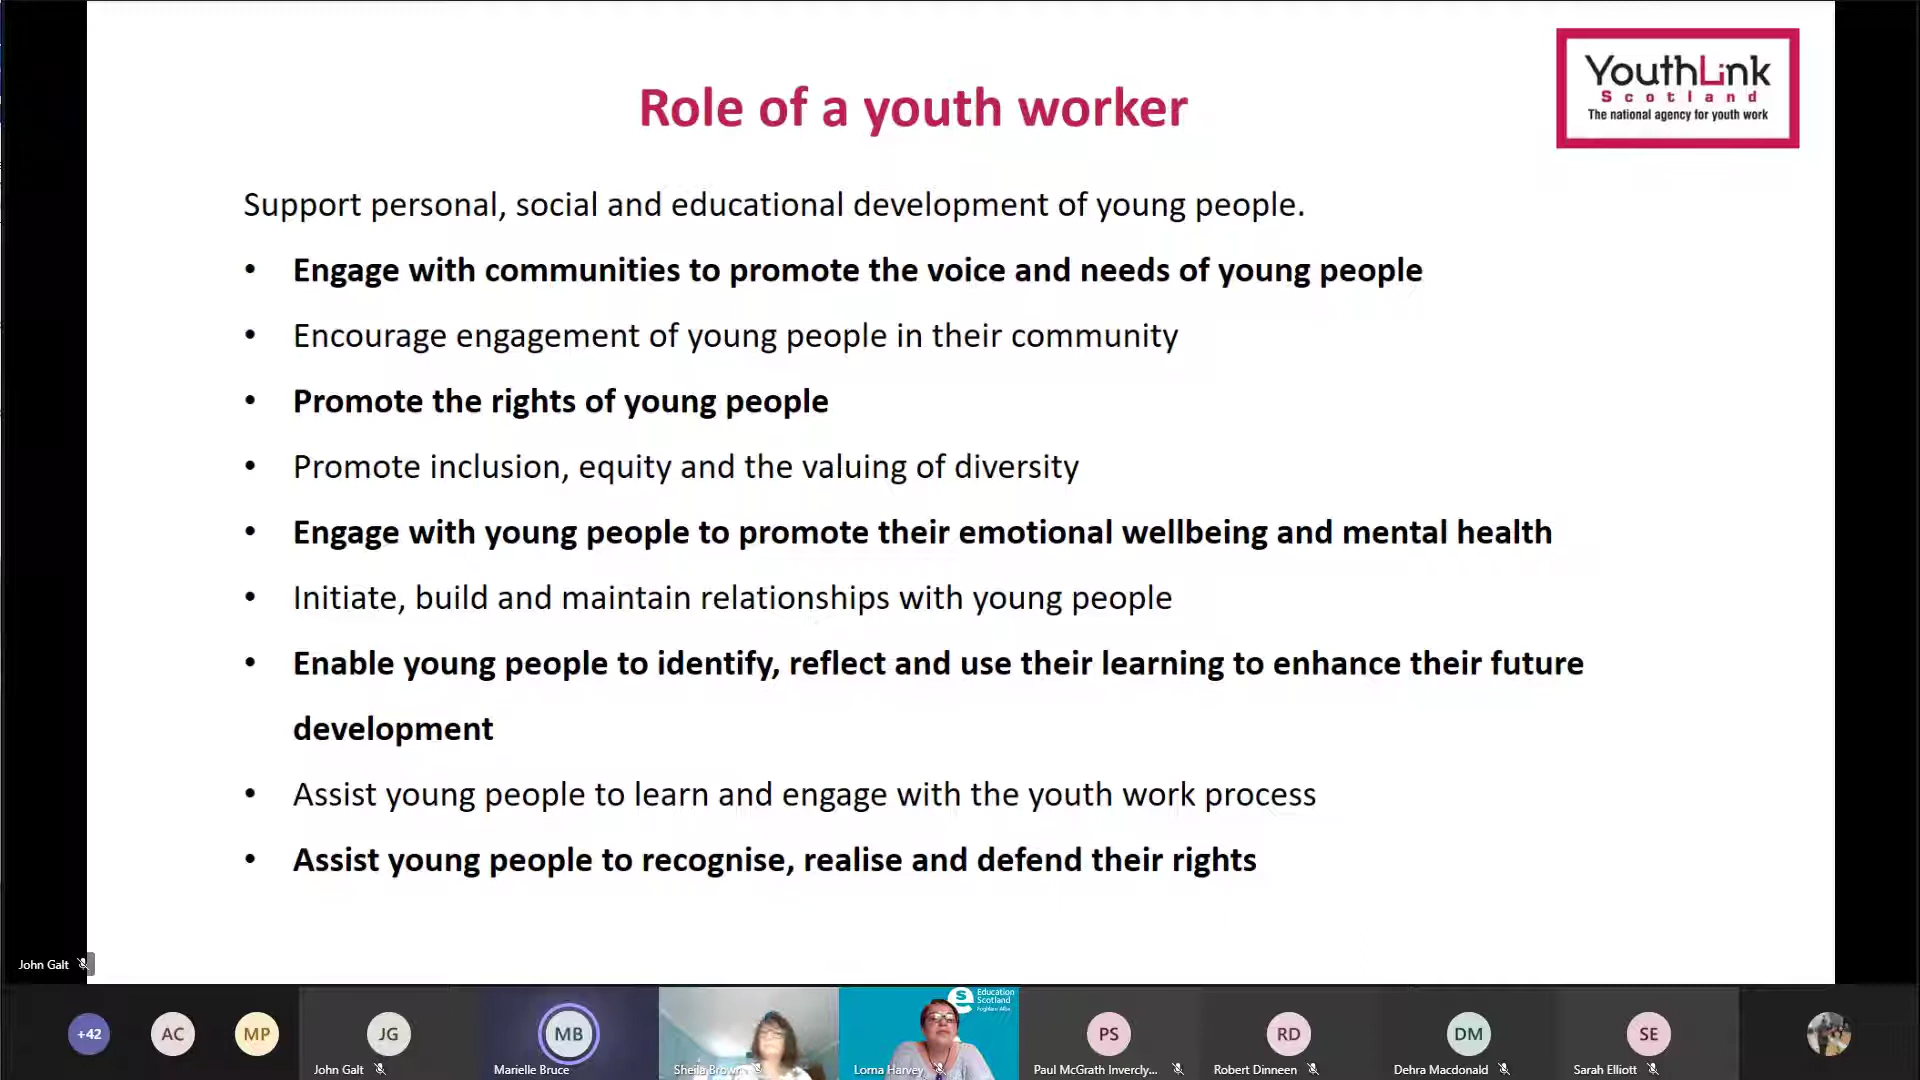 YouthLink
Scotland
The national agency for youth work
Role of a youth worker
Support personal, social and educational development of young people.
• Engage with communities to promote the voice and needs of young people
• Encourage engagement of young people in their community
• Promote the rights of young people
• Promote inclusion, equity and the valuing of diversity
• Engage with young people to promote their emotional wellbeing and mental health
• Initiate, build and maintain relationships with young people
• Enable young people to identify, reflect and use their learning to enhance their future
development
• Assist young people to learn and engage with the youth work process
• Assist young people to recognise, realise and defend their rights
John Galt
+42
AC
MP
JG
John Galt
MB
Marielle Bruce
Sheila Brown
Education
Scotland
Foghlam Alba
Lorna Harvey
PS
Paul McGrath Invercly...
RD
Robert Dinneen
DM
Dehra Macdonald
SE
Sarah Elliott